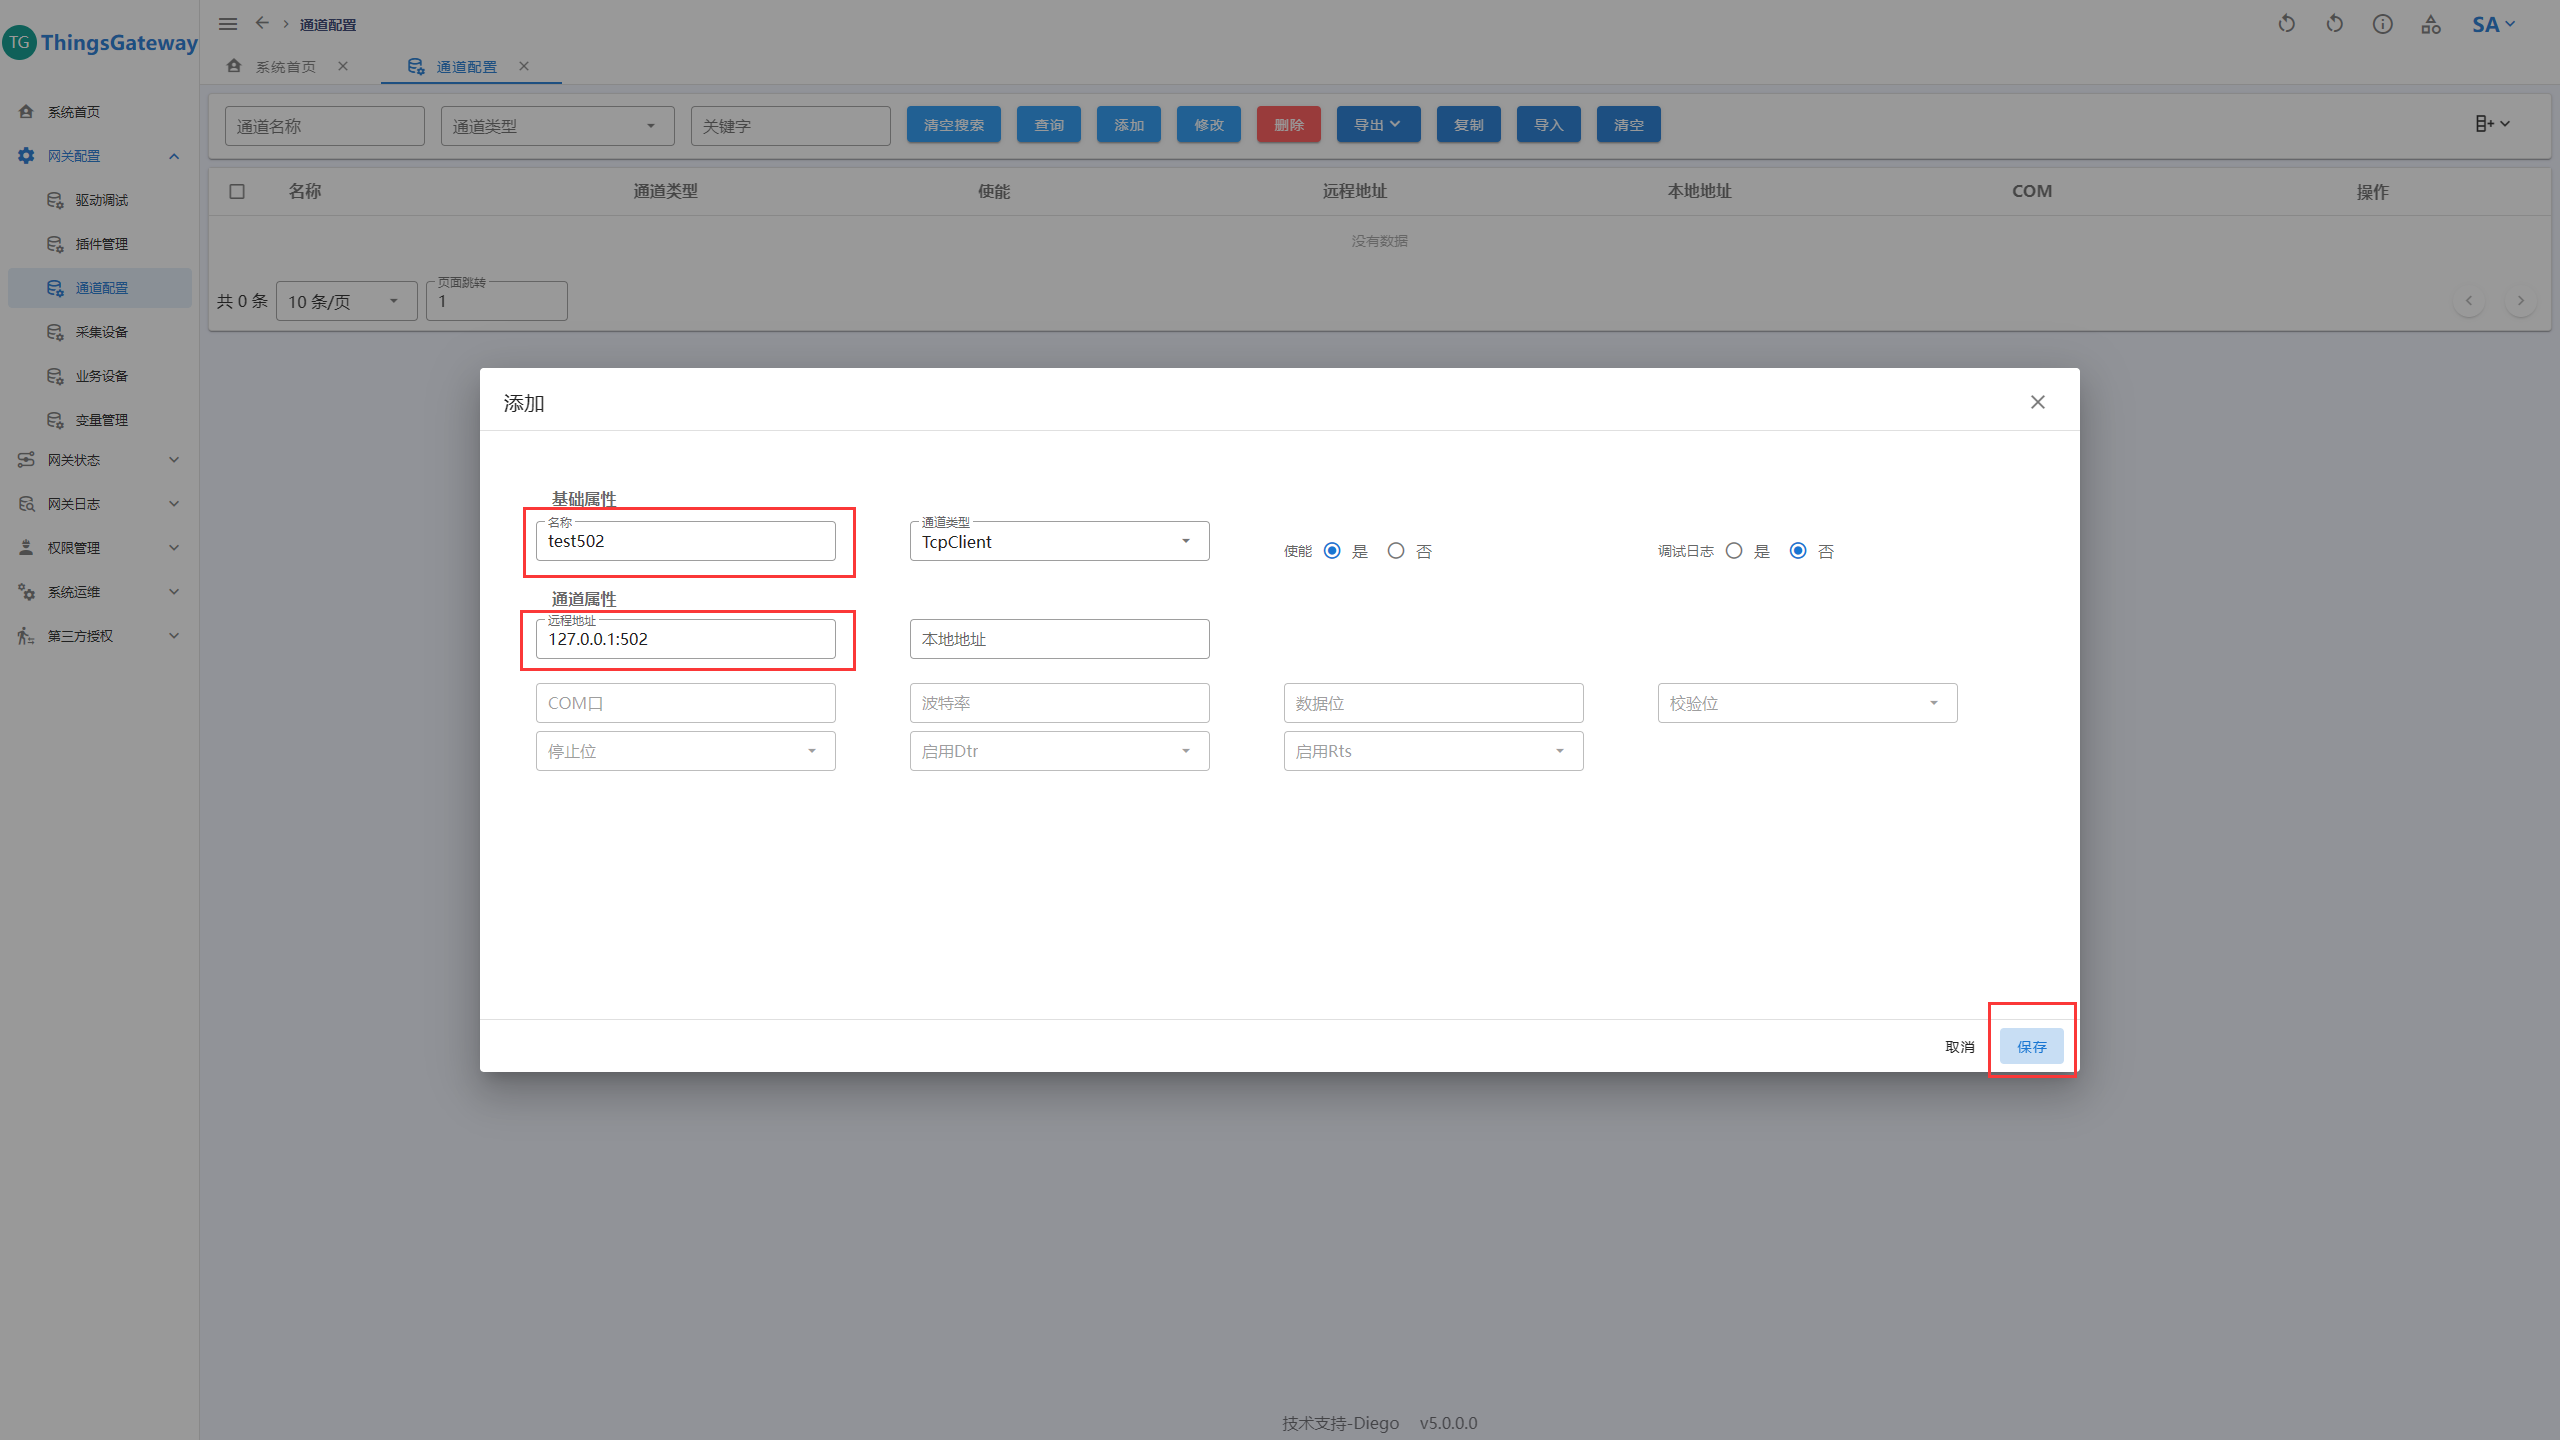 TG ThingsGateway
通道配置
SA
系统首页
通道配置
系统首页
网关配置
驱动调试
插件管理
通道配置
采集设备
业务设备
变量管理
网关状态
网关日志
权限管理
系统运维
第三方授权
通道名称 通道类型 关键字 清空搜索 查询 添加 修改 删除 导出 复制 导入 清空
名称 通道类型 使能 远程地址 本地地址 COM 操作
没有数据
页面跳转
共 0 条 10 条/页 1
添加
基础属性
名称 通道类型
test502 TcpClient 使能 是 否 调试日志 是 否
通道属性
远程地址
127.0.0.1:502 本地地址
COM口 波特率 数据位 校验位
停止位 启用Dtr 启用Rts
取消 保存
技术支持-Diego v5.0.0.0